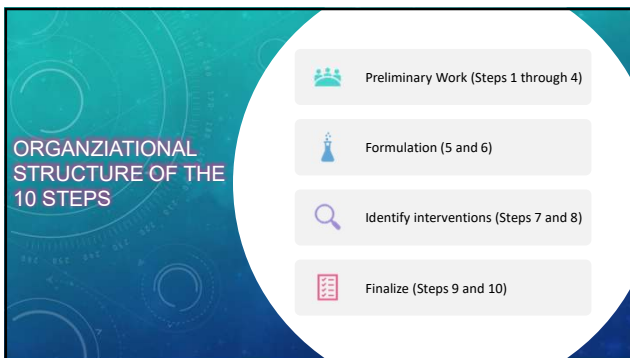 ORGANZIATIONAL
STRUCTURE OF THE
10 STEPS
Preliminary Work (Steps 1 through 4)
Formulation (5 and 6)
Identify interventions (Steps 7 and 8)
Finalize (Steps 9 and 10)